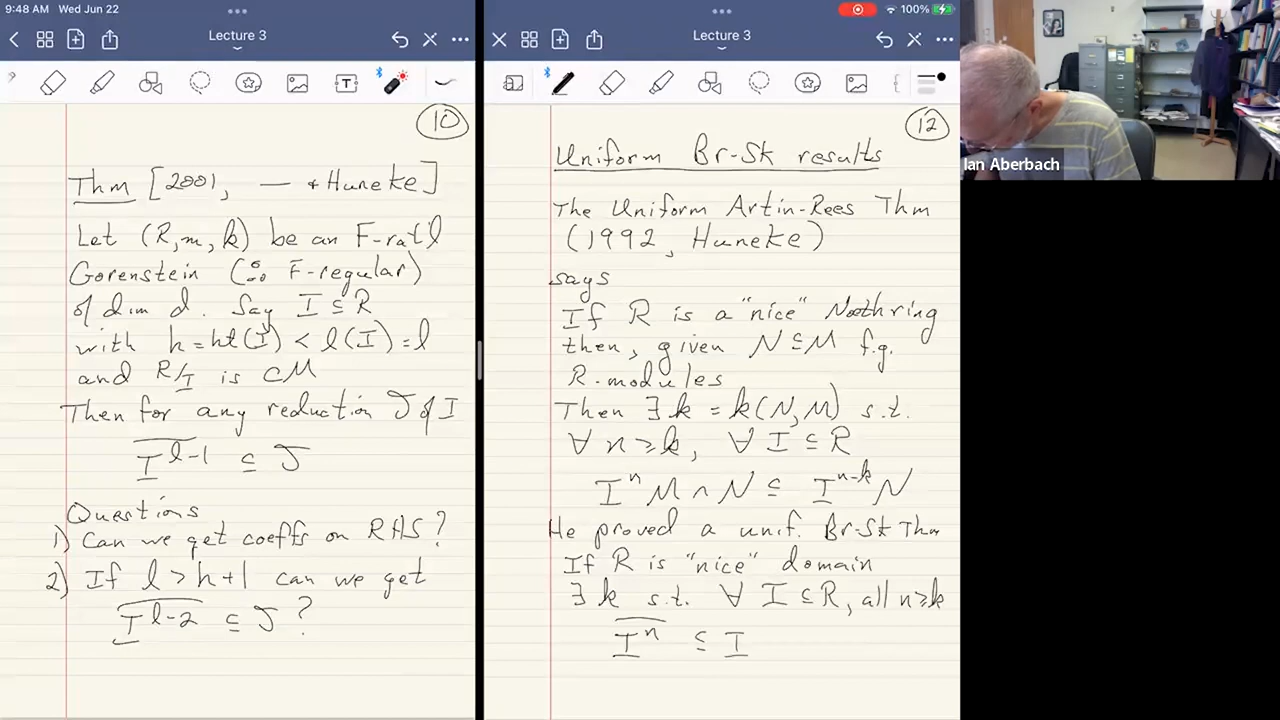 9:48 AM Wed Jun 22
100%
Lecture 3
Lecture 3
T
10
Thm [2001, — + Huneke]
Let (R,m,k) be an F-rat'l
Gorenstein (∴ F-regular)
of dim d. Say I ⊆ R
with h = ht(I) < l(I) = l
and R/I is CM
Then for any reduction J of I
\overline{I^{l-1}} ⊆ J
Questions
1) Can we get coeffs on RHS?
2) If l > h+1 can we get
\overline{I^{l-2}} ⊆ J ?
12
Uniform Br-Sk results
The Uniform Artin-Rees Thm
(1992, Huneke)
says
If R is a "nice" Noeth ring
then, given N ⊆ M f.g.
R-modules
Then ∃ k = k(N,M) s.t.
∀ n ≥ k, ∀ I ⊆ R
I^n M ∩ N ⊆ I^{n-k} N
He proved a unif. Br-Sk Thm
If R is "nice" domain
∃ k s.t. ∀ I ⊆ R, all n ≥ k
\overline{I^n} ⊆ I
Ian Aberbach